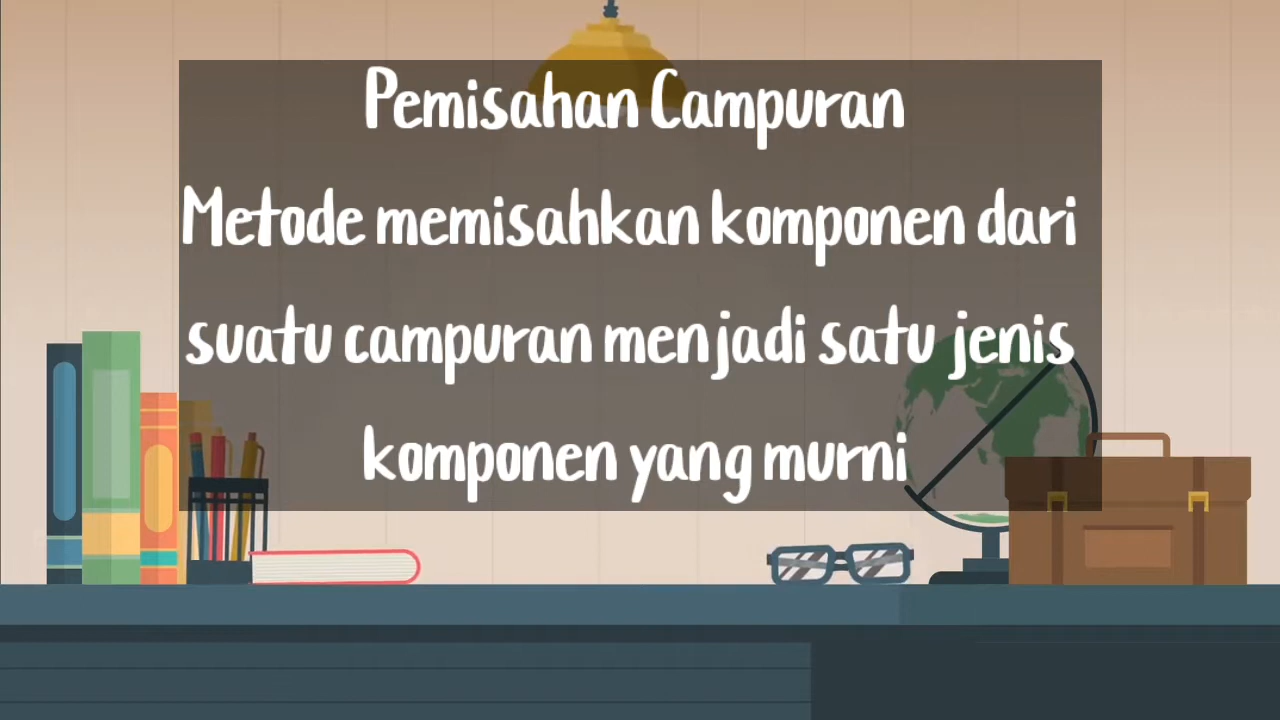 Pemisahan Campuran
Metode memisahkan komponen dari
suatu campuran menjadi satu jenis
komponen yang murni